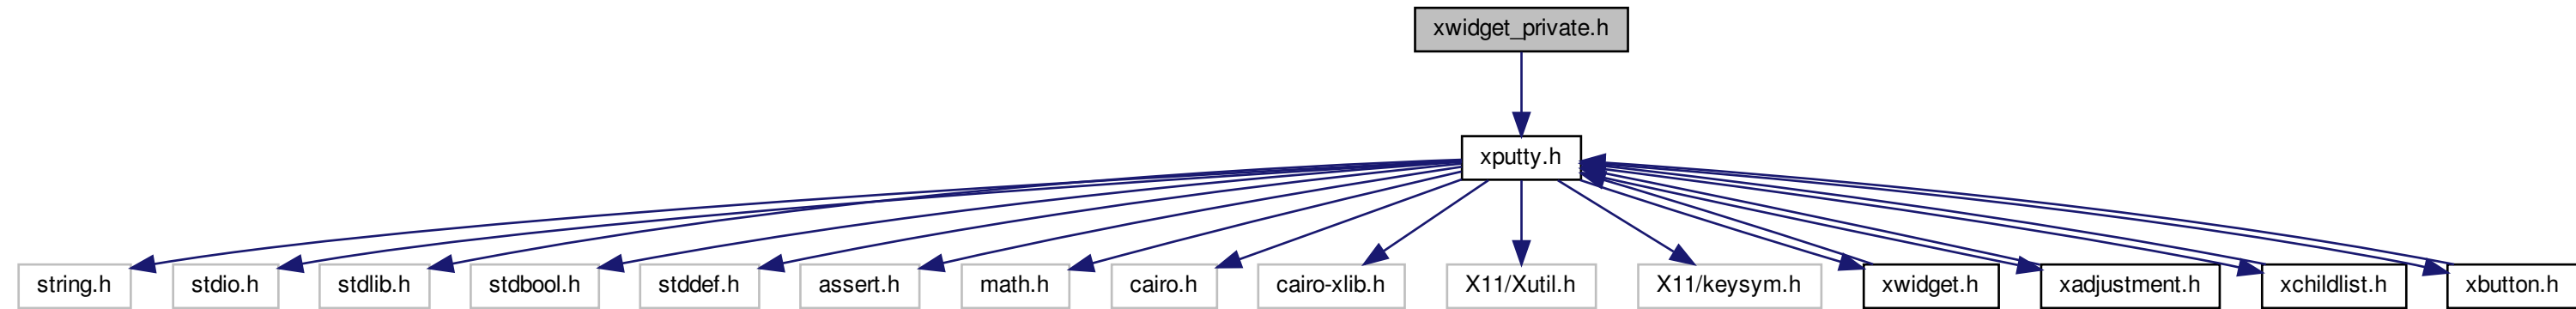 xwidget_private.h
xputty.h
string.h
stdio.h
stdlib.h
stdbool.h
stddef.h
assert.h
math.h
cairo.h
cairo-xlib.h
X11/Xutil.h
X11/keysym.h
xwidget.h
xadjustment.h
xchildlist.h
xbutton.h